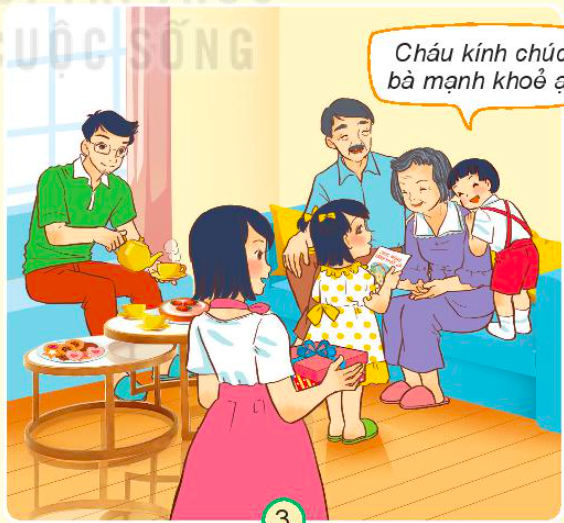 CUỘC SỐNG
Cháu kính chúc
bà mạnh khoẻ ạ
3